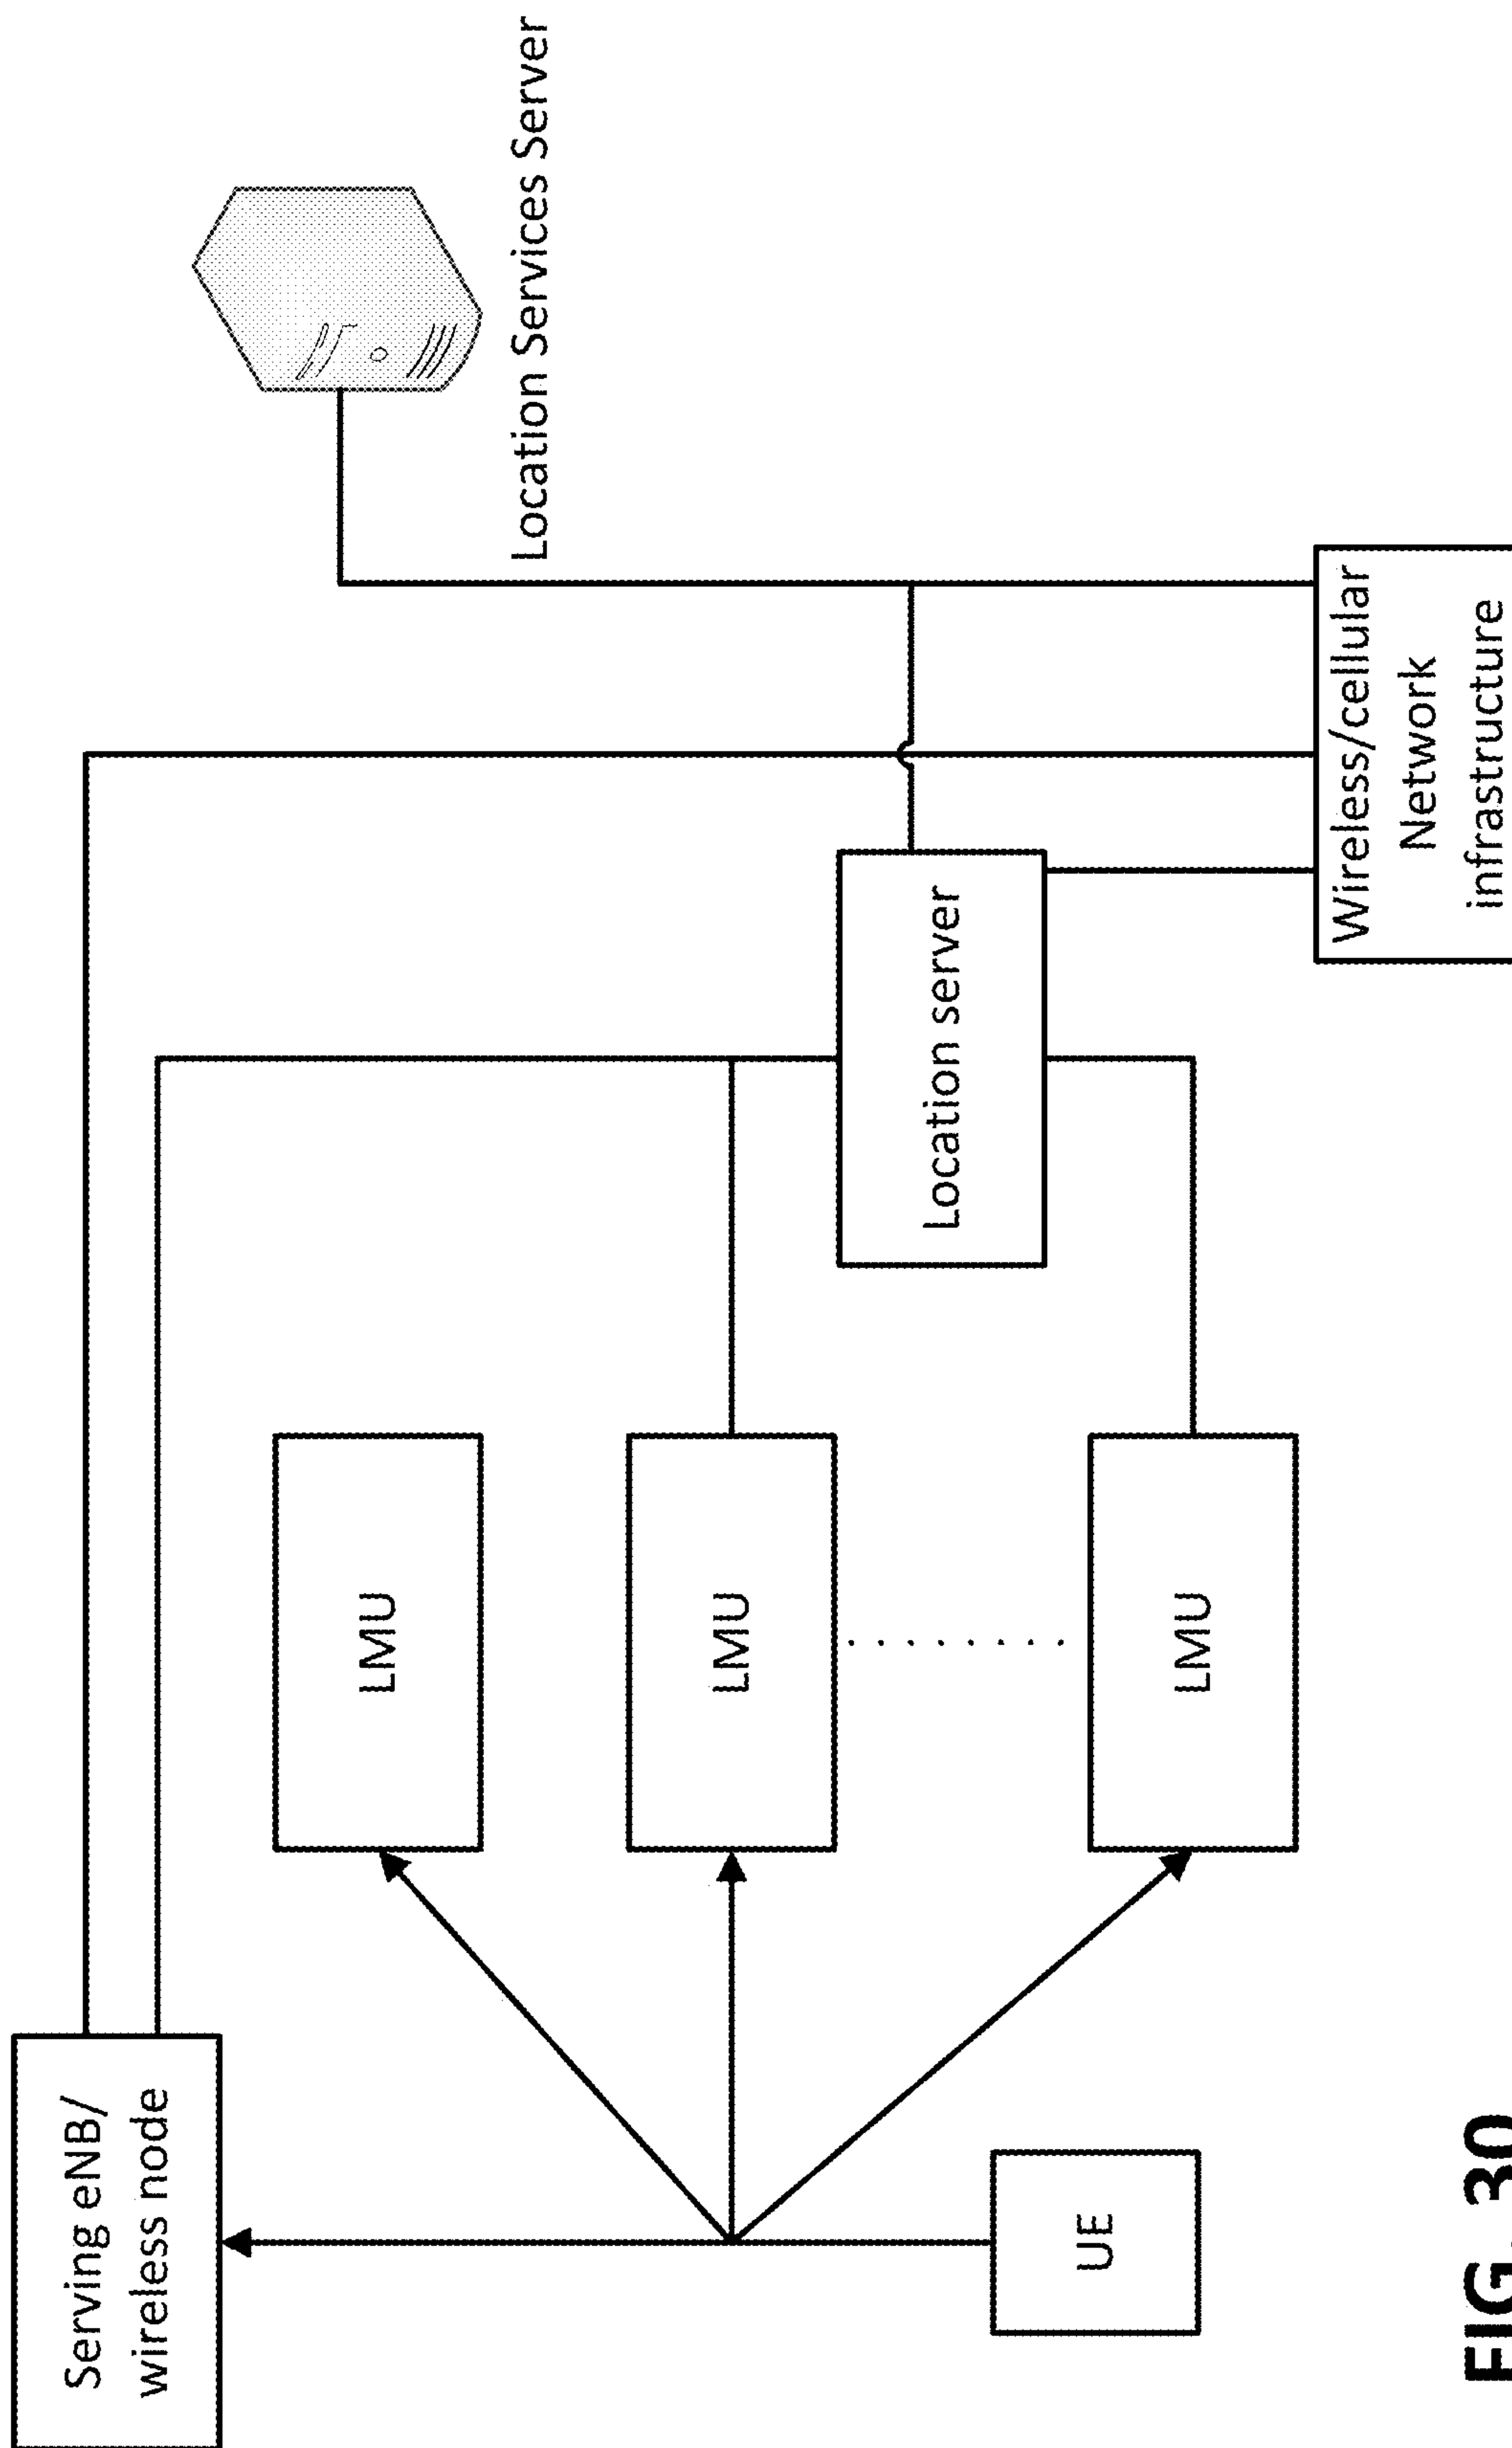 Serving eNB/
wireless node
Location Services Server
LMU
LMU
LMU
Location server
UE
Wireless/cellular
Network
infrastructure
FIG. 30